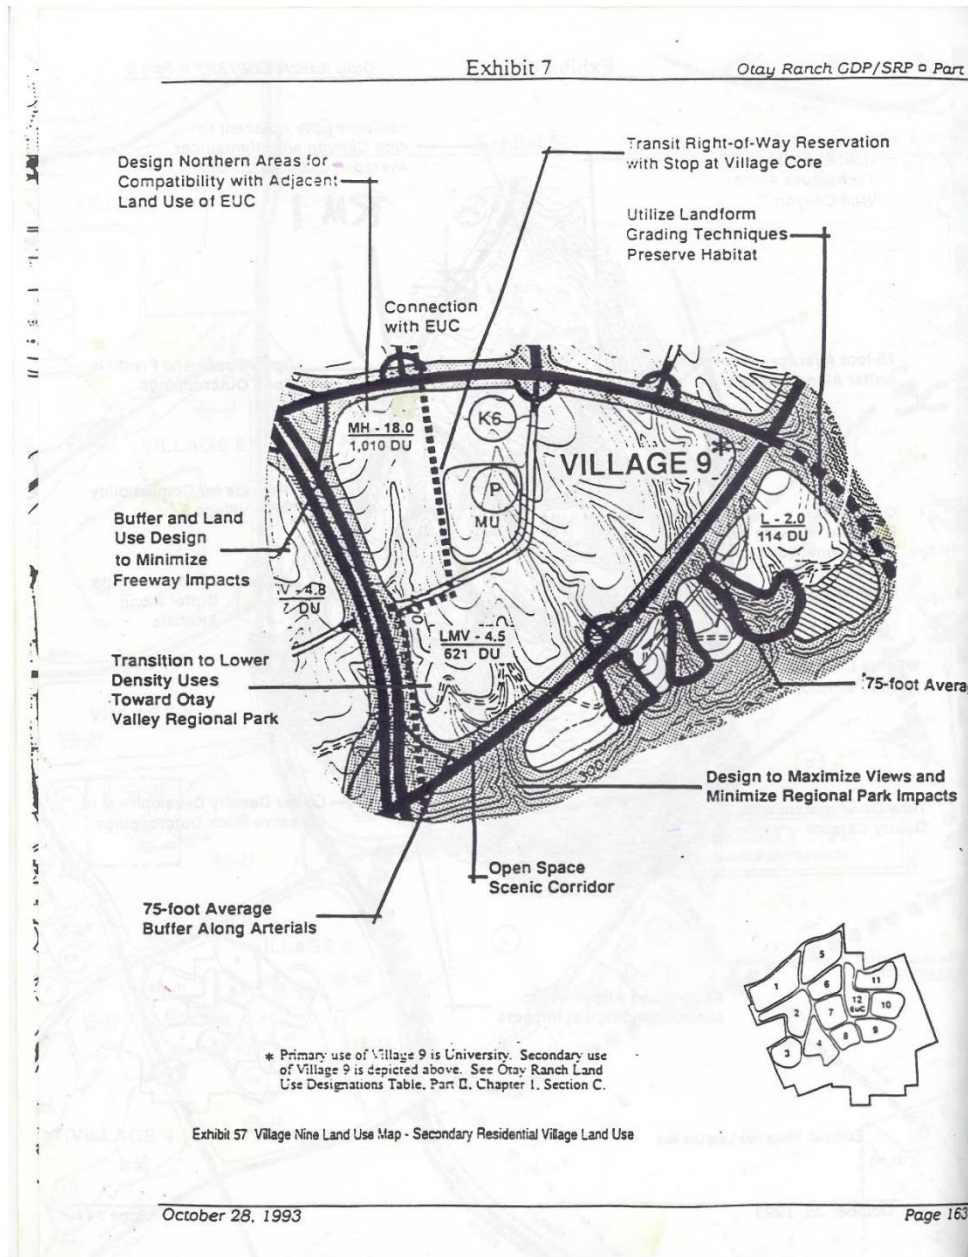 Exhibit 7
Otay Ranch GDP/SRP ¤ Part
Design Northern Areas for
Compatibility with Adjacent
Land Use of EUC
Transit Right-of-Way Reservation
with Stop at Village Core
Utilize Landform
Grading Techniques
Preserve Habitat
Connection
with EUC
MH - 18.0
1,010 DU
K6
VILLAGE 9*
P
MU
L - 2.0
114 DU
Buffer and Land
Use Design
to Minimize
Freeway Impacts
V - 4.8
DU
LMV - 4.5
621 DU
Transition to Lower
Density Uses
Toward Otay
Valley Regional Park
75-foot Avera
300
Design to Maximize Views and
Minimize Regional Park Impacts
Open Space
Scenic Corridor
75-foot Average
Buffer Along Arterials
5
1
6
11
2
7
12
EUC
10
3
4
8
9
* Primary use of Village 9 is University. Secondary use
of Village 9 is depicted above. See Otay Ranch Land
Use Designations Table, Part II, Chapter 1, Section C.
Exhibit 57 Village Nine Land Use Map - Secondary Residential Village Land Use
October 28, 1993
Page 163